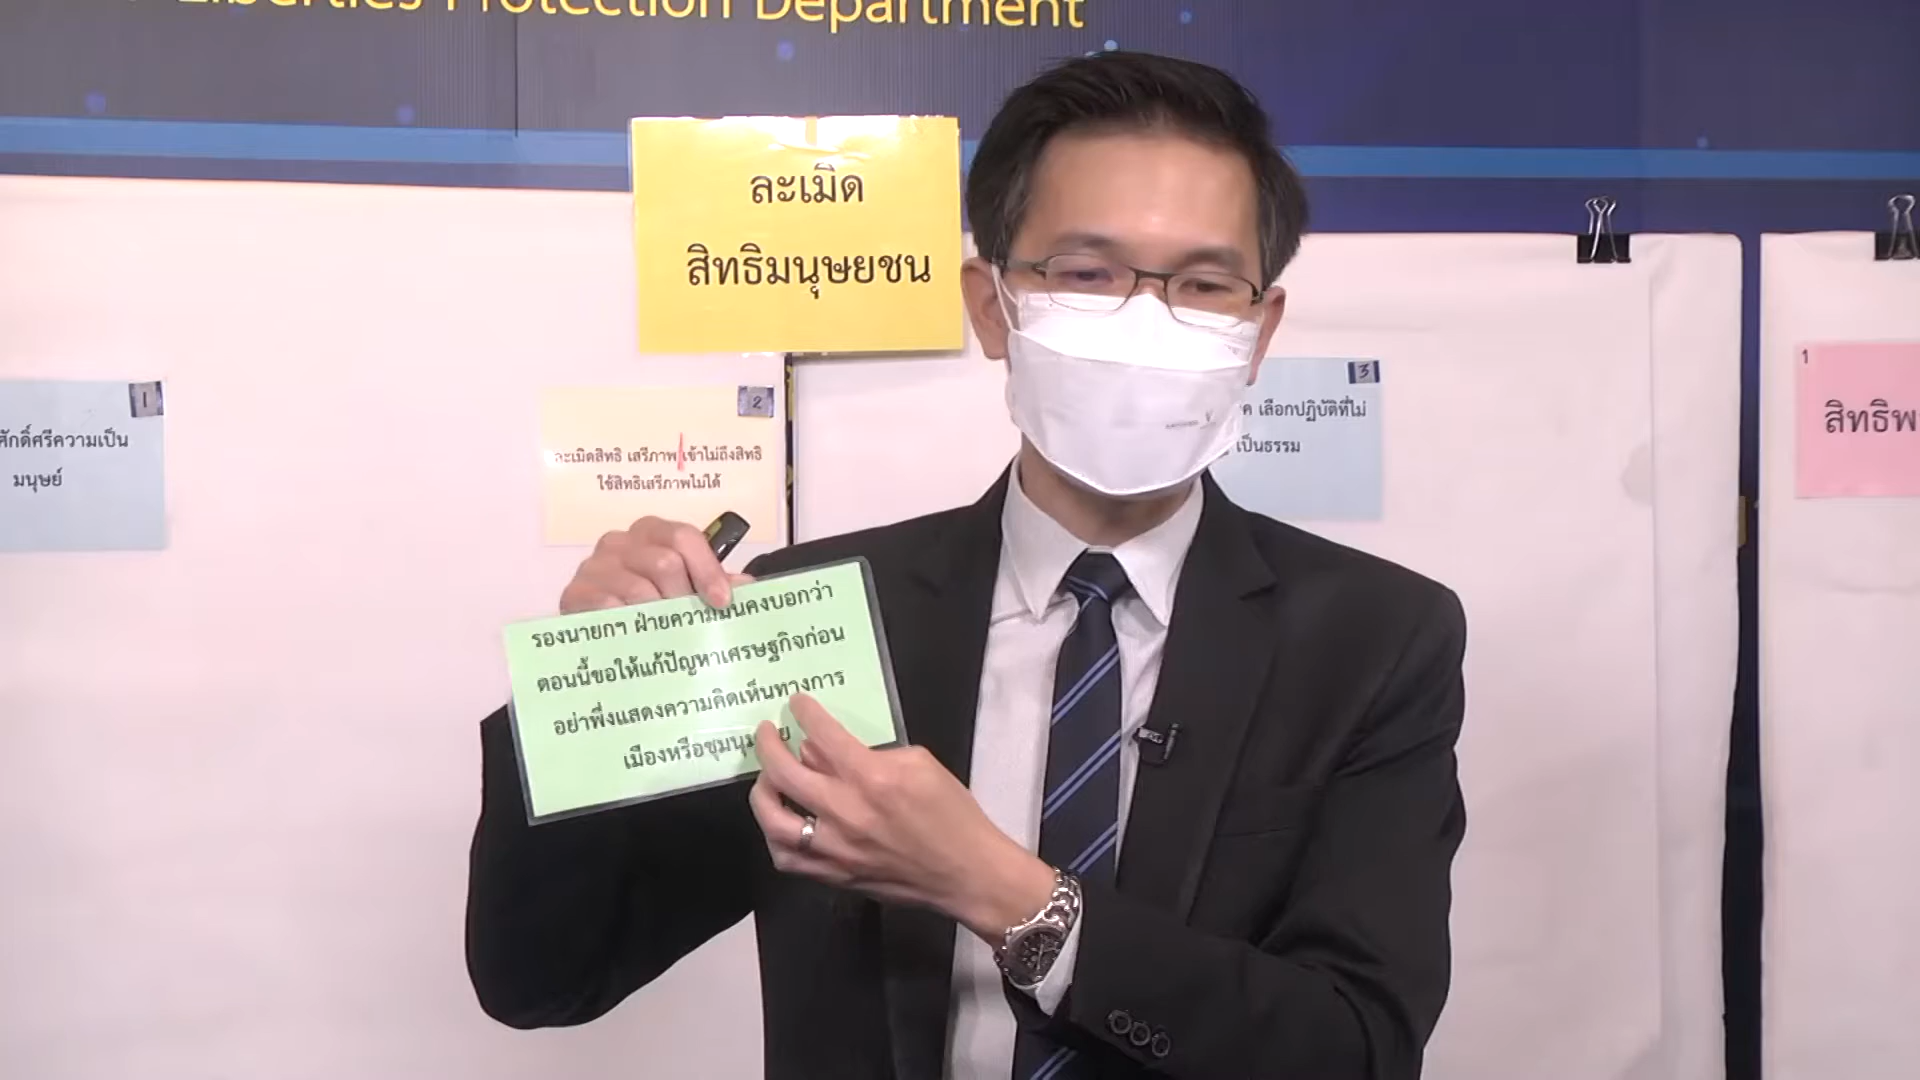 Liberties Protection Department
ละเมิด
สิทธิมนุษยชน
1
ศักดิ์ศรีความเป็น
มนุษย์
2
ละเมิดสิทธิ เสรีภาพ/เข้าไม่ถึงสิทธิ
ใช้สิทธิเสรีภาพไม่ได้
3
เลือกปฏิบัติที่ไม่
เป็นธรรม
1
รองนายกฯ ฝ่ายความมั่นคงบอกว่า
ตอนนี้ขอให้แก้ปัญหาเศรษฐกิจก่อน
อย่าพึ่งแสดงความคิดเห็นทางการ
เมืองหรือชุมนุม